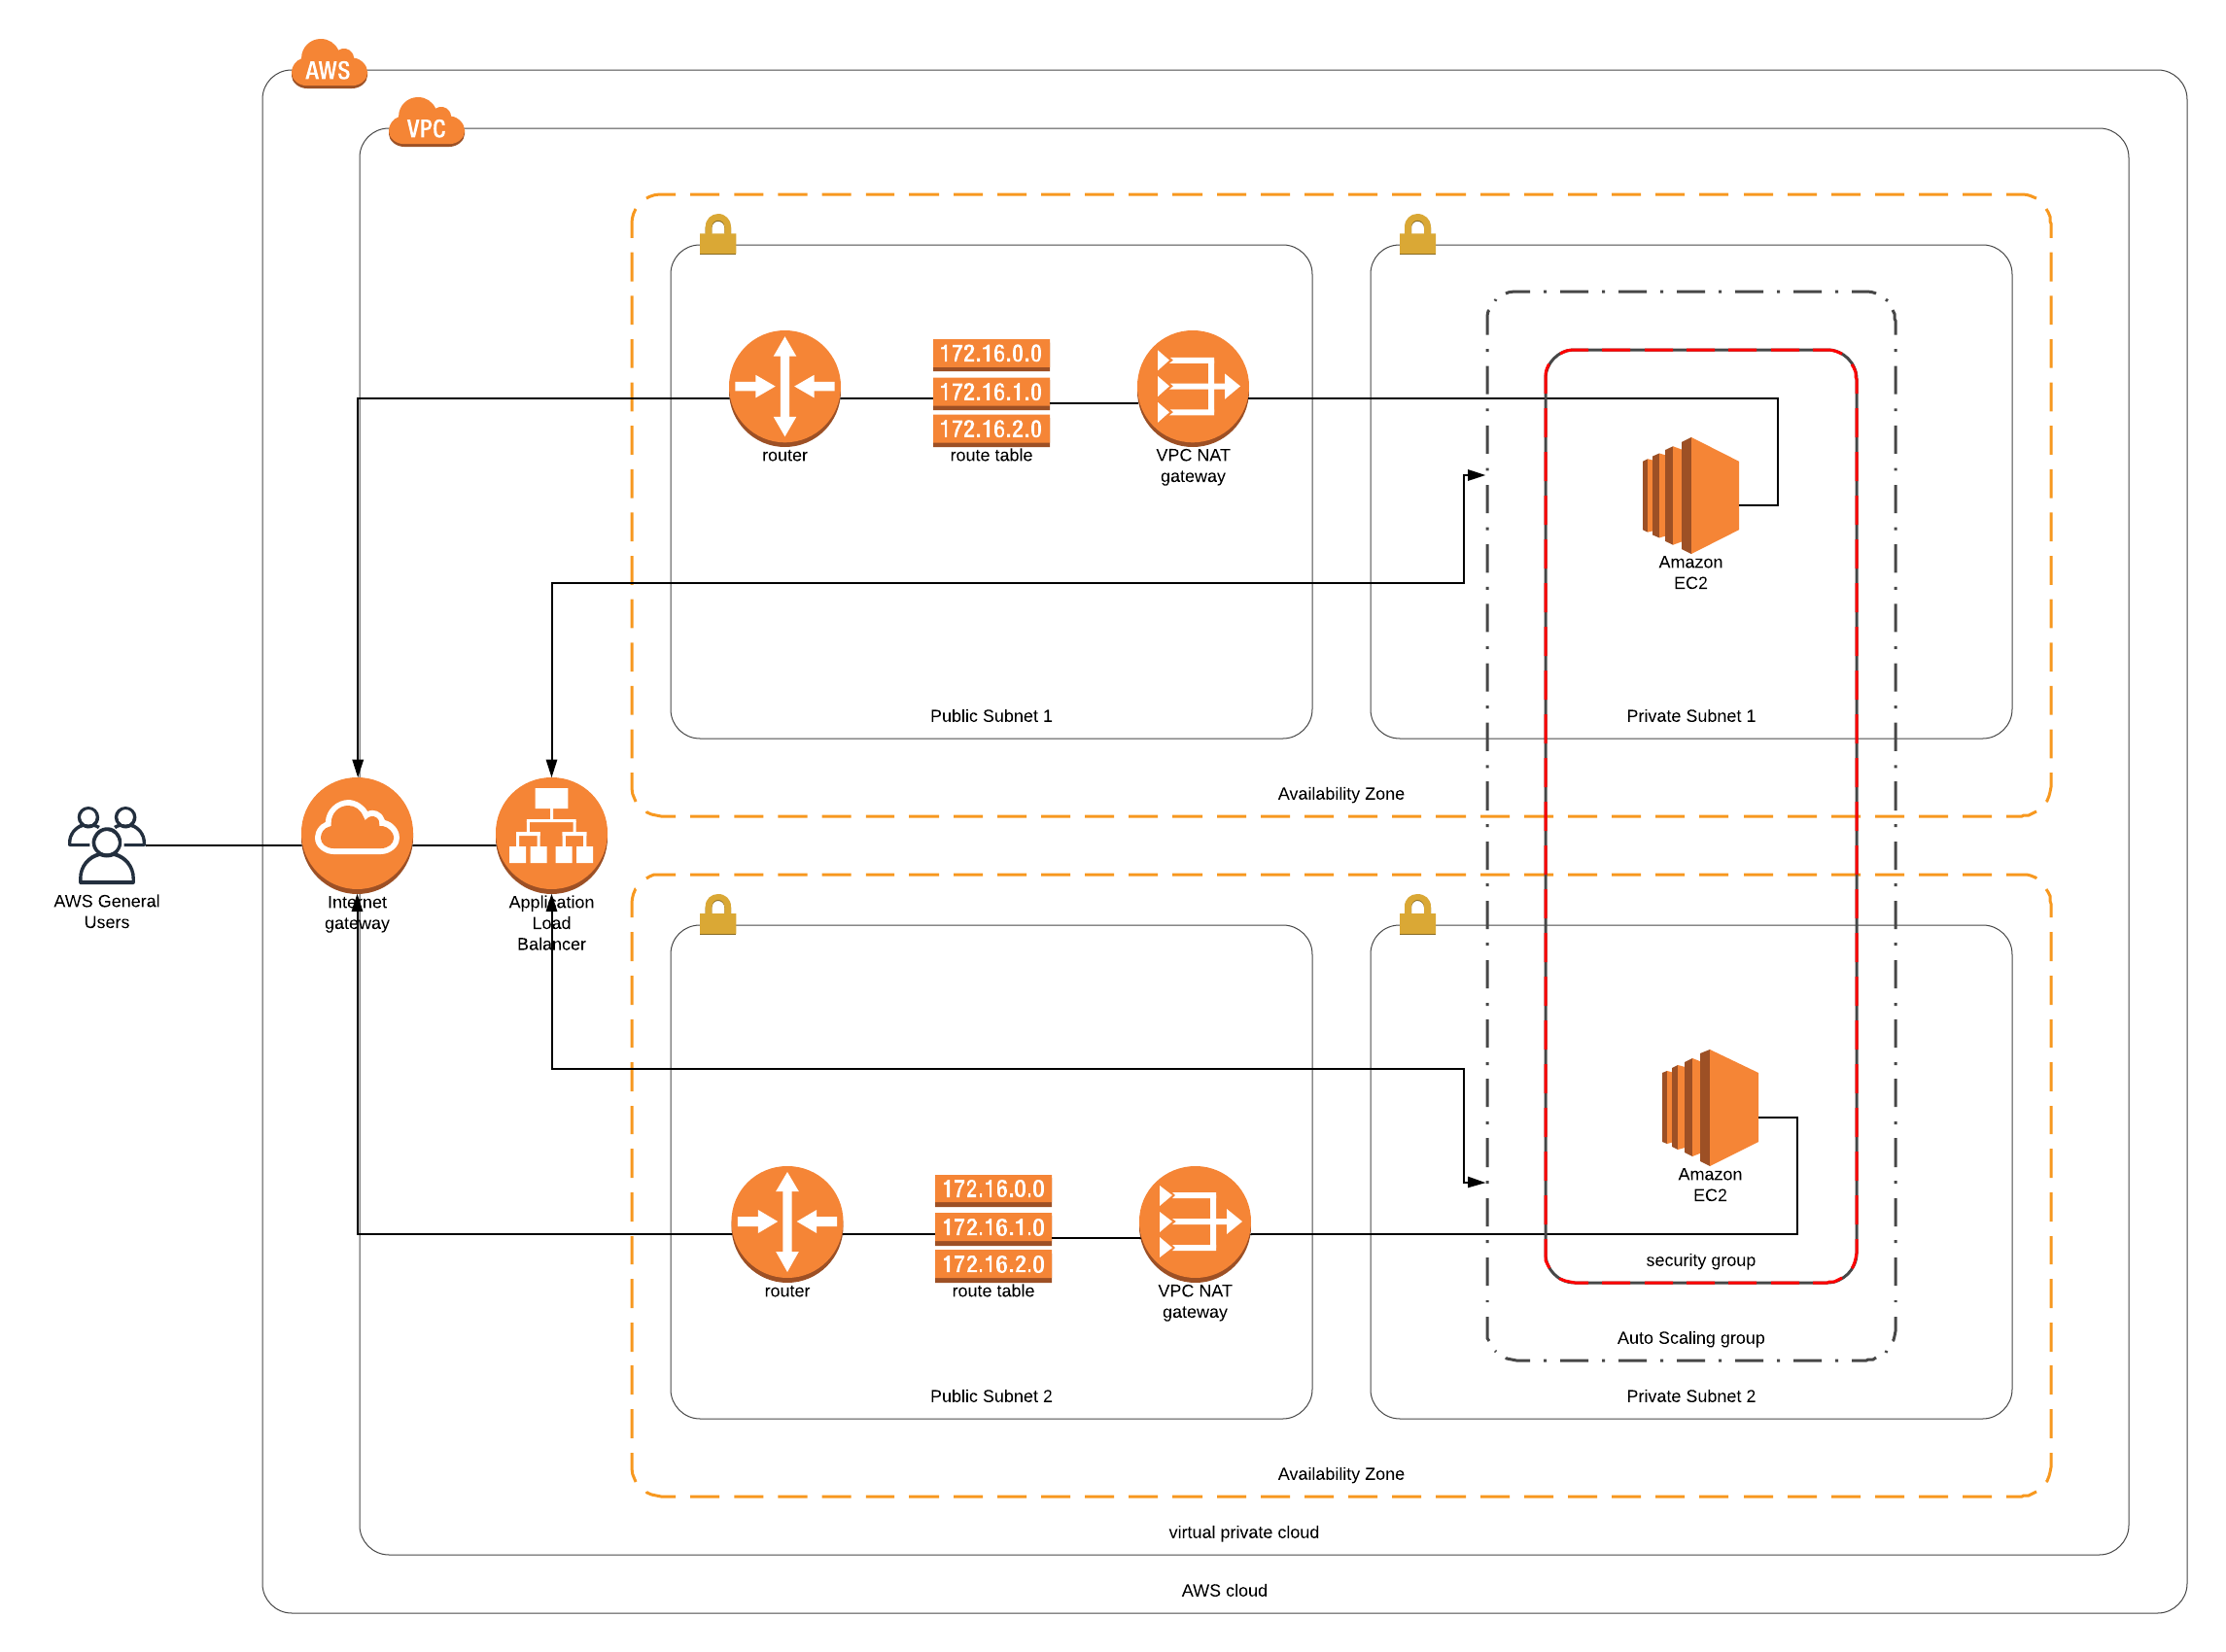 AWS
VPC
172.16.0.0
172.16.1.0
172.16.2.0
router
route table
VPC NAT
gateway
Amazon
EC2
Public Subnet 1
Private Subnet 1
Availability Zone
AWS General
Users
Internet
gateway
Application
Load
Balancer
172.16.0.0
172.16.1.0
172.16.2.0
router
route table
VPC NAT
gateway
Amazon
EC2
security group
Auto Scaling group
Public Subnet 2
Private Subnet 2
Availability Zone
virtual private cloud
AWS cloud